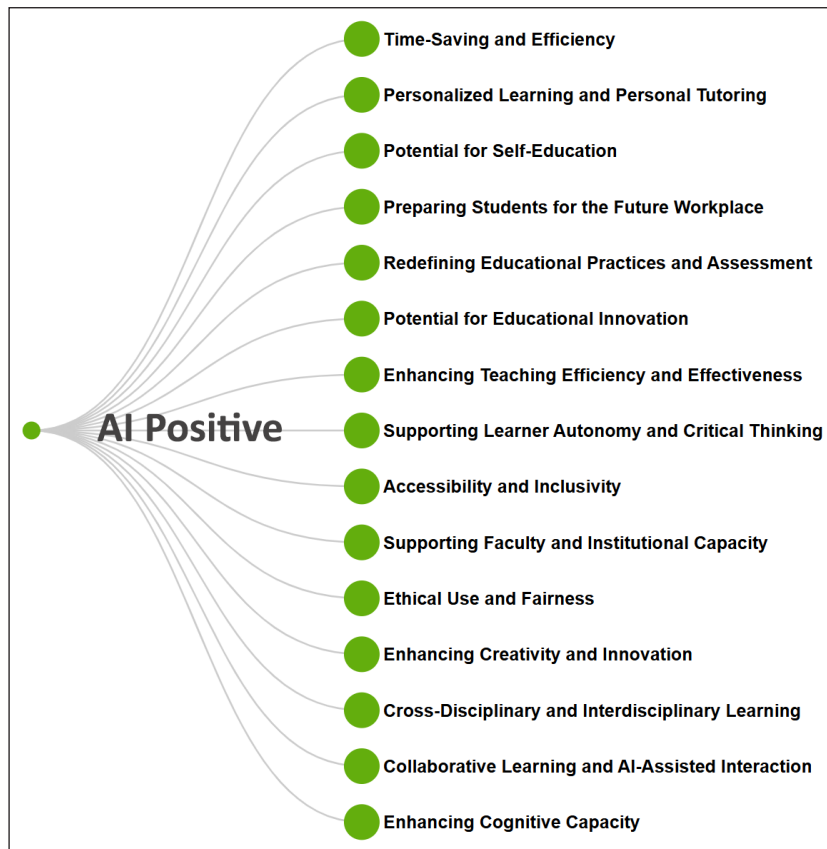 Time-Saving and Efficiency
Personalized Learning and Personal Tutoring
Potential for Self-Education
Preparing Students for the Future Workplace
Redefining Educational Practices and Assessment
Potential for Educational Innovation
Enhancing Teaching Efficiency and Effectiveness
AI Positive
Supporting Learner Autonomy and Critical Thinking
Accessibility and Inclusivity
Supporting Faculty and Institutional Capacity
Ethical Use and Fairness
Enhancing Creativity and Innovation
Cross-Disciplinary and Interdisciplinary Learning
Collaborative Learning and AI-Assisted Interaction
Enhancing Cognitive Capacity